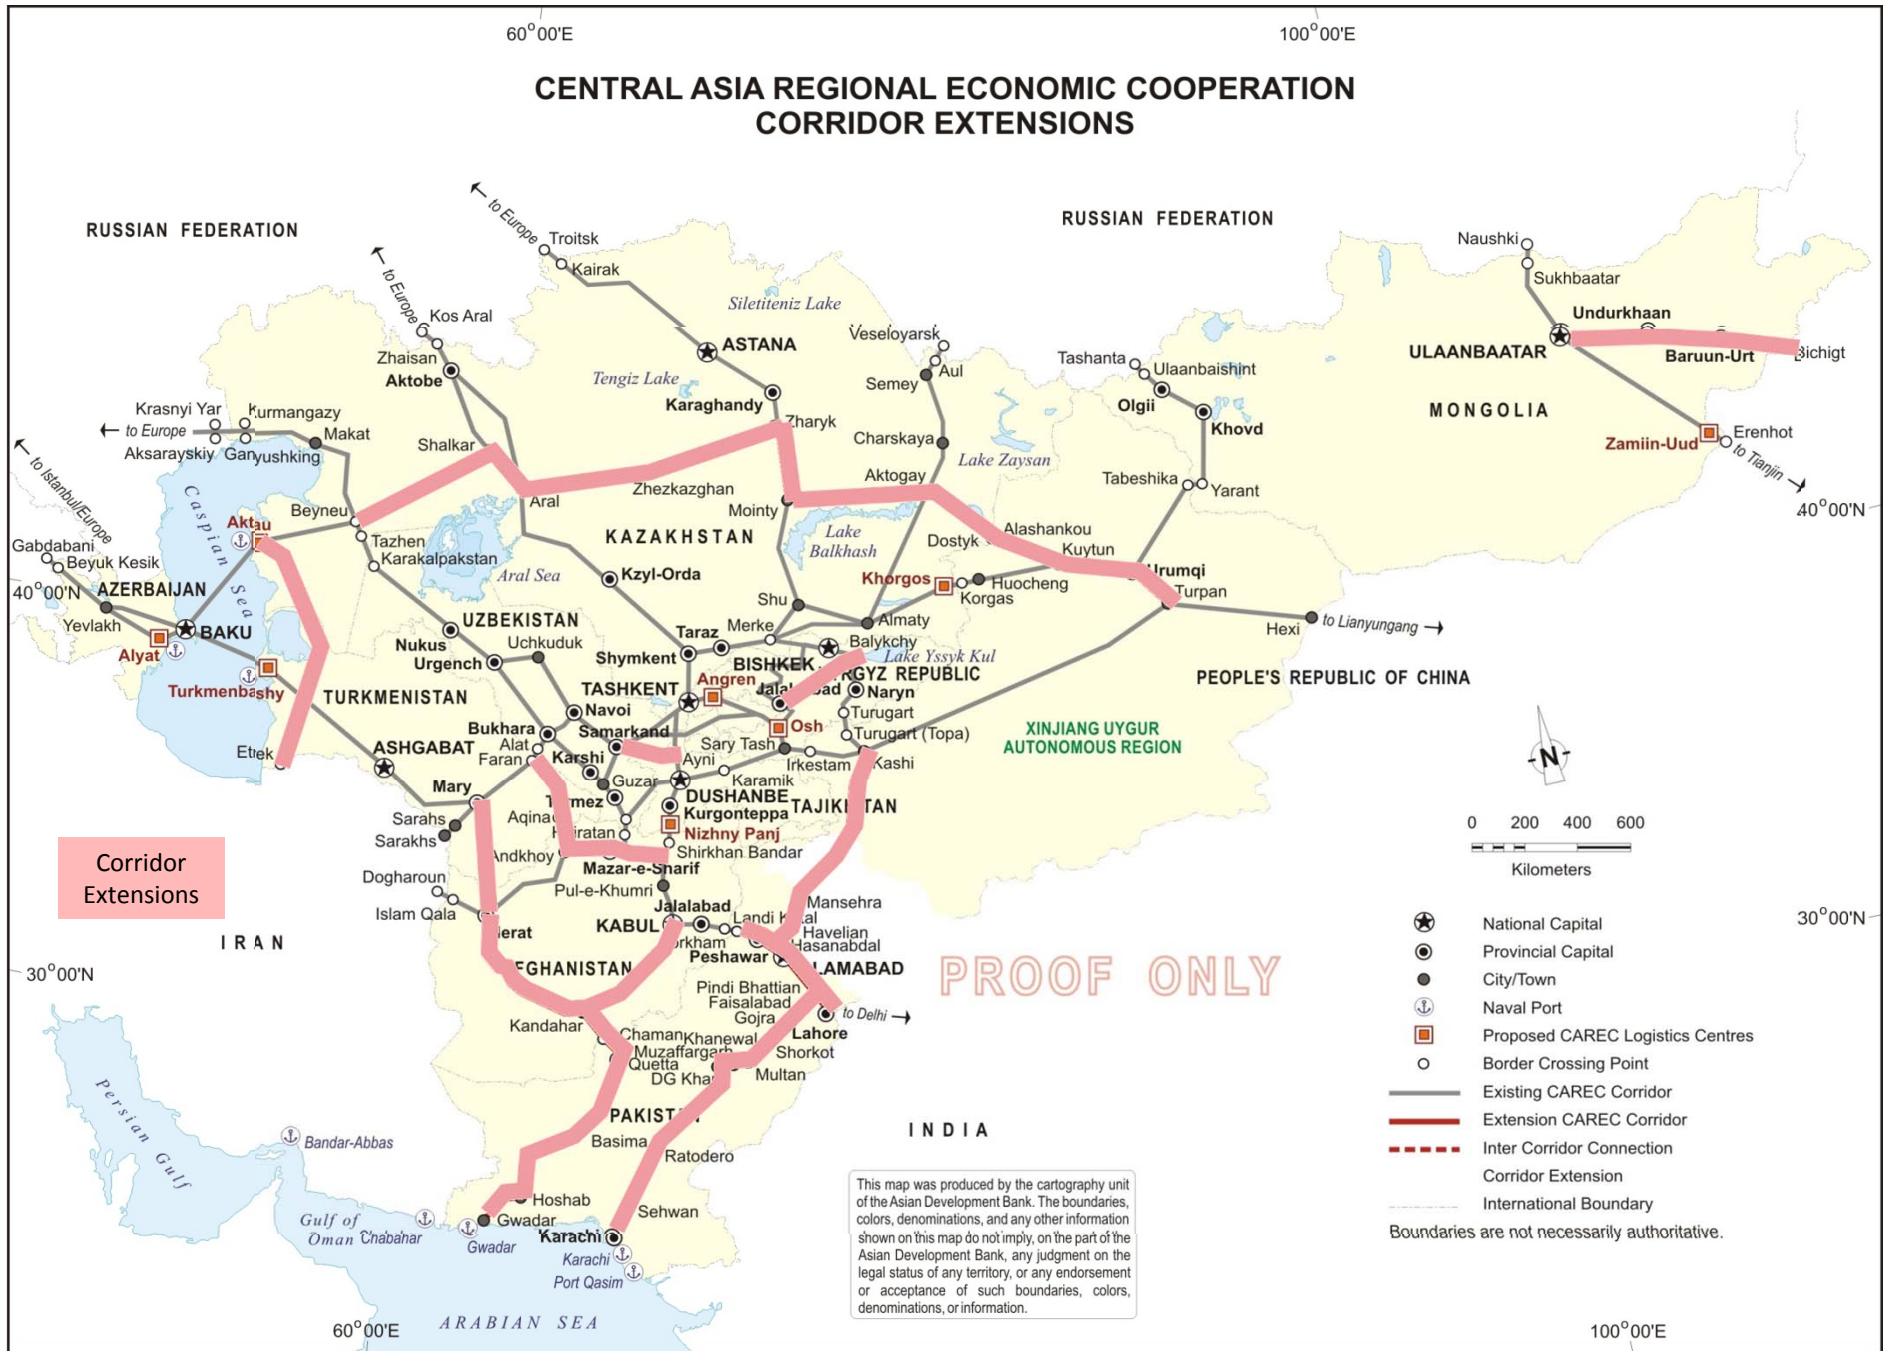 60°00'E
100°00'E
CENTRAL ASIA REGIONAL ECONOMIC COOPERATION
CORRIDOR EXTENSIONS
to Europe
Troitsk
Kairak
RUSSIAN FEDERATION
RUSSIAN FEDERATION
Naushki
Sukhbaatar
Undurkhaan
ULAANBAATAR
Baruun-Urt
Bichigt
MONGOLIA
Zamiin-Uud
Erenhot
to Tianjin
to Europe
Kos Aral
Zhaisan
Aktobe
Siletiteniz Lake
ASTANA
Tengiz Lake
Karaghandy
Zharyk
Veseloyarsk
Aul
Semey
Charskaya
Lake Zaysan
Aktogay
Tashanta
Ulaanbaishint
Olgii
Khovd
Tabeshika
Yarant
Krasnyi Yar
Kurmangazy
to Europe
Makat
Aksarayskiy
Ganyushking
Shalkar
Zhezkazghan
Aral
Mointy
KAZAKHSTAN
Lake
Balkhash
Dostyk
Alashankou
Kuytun
Urumqi
Turpan
40°00'N
to Istanbul/Europe
Caspian Sea
Beyneu
Aktau
Tazhen
Karakalpakstan
Aral Sea
Kzyl-Orda
Khorgos
Huocheng
Korgas
Gabdabani
Beyuk Kesik
40°00'N
AZERBAIJAN
Yevlakh
BAKU
Alyat
Turkmenbashy
TURKMENISTAN
UZBEKISTAN
Uchkuduk
Nukus
Urgench
Shu
Merke
Almaty
Taraz
Shymkent
BISHKEK
Balykchy
Lake Yssyk Kul
Hexi
to Lianyungang
PEOPLE'S REPUBLIC OF CHINA
TASHKENT
Angren
Naryn
Turugart
Turugart (Topa)
Osh
Sary Tash
Irkestam
Kashi
XINJIANG UYGUR
AUTONOMOUS REGION
N
Navoi
Bukhara
Samarkand
Alat
Faran
Karshi
Guzar
Ayni
Karamik
DUSHANBE
TAJIKISTAN
Kurgonteppa
Nizhny Panj
Shirkhan Bandar
ASHGABAT
Mary
Sarahs
Sarakhs
Andkhoy
Mazar-e-Sharif
Pul-e-Khumri
Dogharoun
Islam Qala
Corridor
Extensions
IRAN
0 200 400 600
Kilometers
Jalalabad
KABUL
Mansehra
Havelian
Hasanabdal
Peshawar
Pindi Bhattian
Faisalabad
Gojra
Lahore
to Delhi
PROOF ONLY
30°00'N
30°00'N
Kandahar
Chaman
Khanewal
Muzaffargarh
Shorkot
Quetta
Multan
Basima
Ratodero
Hoshab
Gwadar
Sehwan
Karachi
Persian Gulf
Bandar-Abbas
Gulf of
Oman
Chabahar
Gwadar
Karachi
Port Qasim
ARABIAN SEA
INDIA
National Capital
Provincial Capital
City/Town
Naval Port
Proposed CAREC Logistics Centres
Border Crossing Point
Existing CAREC Corridor
Extension CAREC Corridor
Inter Corridor Connection
Corridor Extension
International Boundary
Boundaries are not necessarily authoritative.
This map was produced by the cartography unit
of the Asian Development Bank. The boundaries,
colors, denominations, and any other information
shown on this map do not imply, on the part of the
Asian Development Bank, any judgment on the
legal status of any territory, or any endorsement
or acceptance of such boundaries, colors,
denominations, or information.
60°00'E
100°00'E